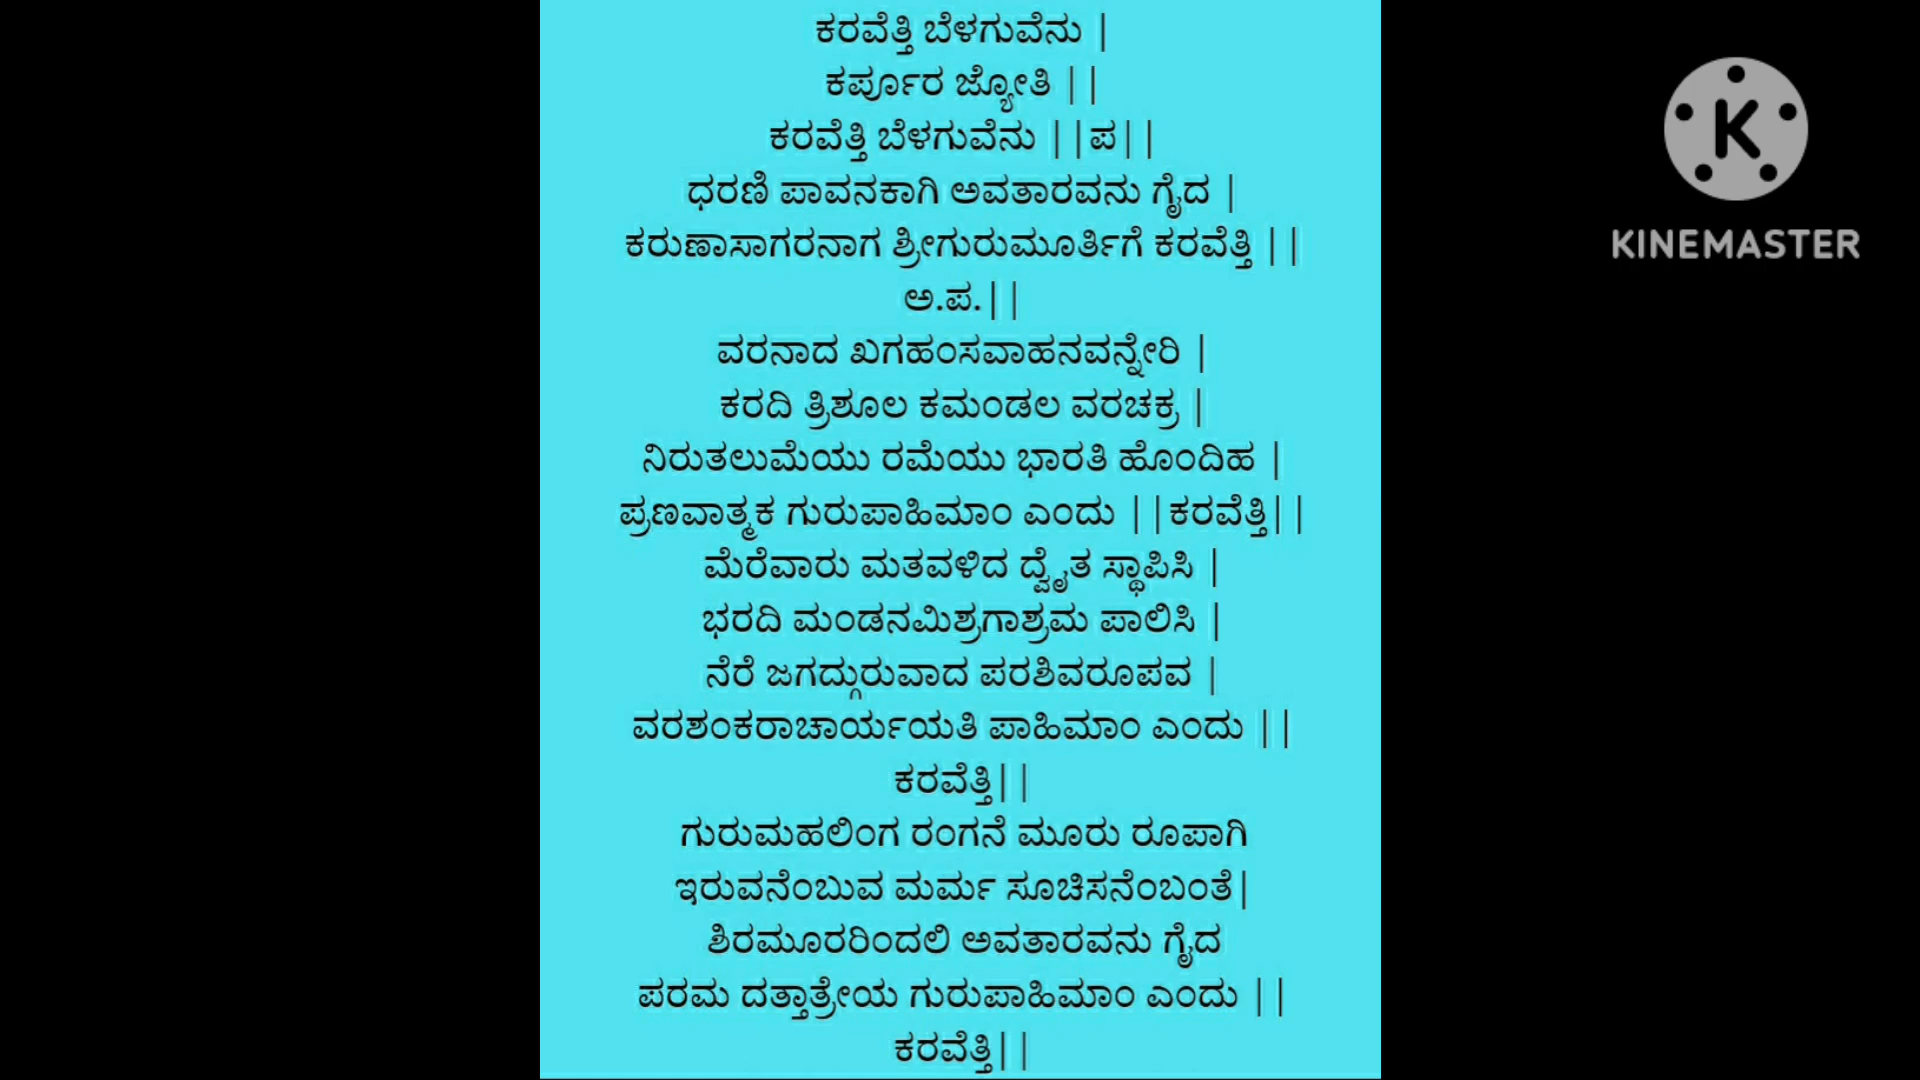 ಕರವೆತ್ತಿ ಬೆಳಗುವೆನು |
ಕರ್ಪೂರ ಜ್ಯೋತಿ ||
ಕರವೆತ್ತಿ ಬೆಳಗುವೆನು ||ಪ||
ಧರಣಿ ಪಾವನಕಾಗಿ ಅವತಾರವನು ಗೈದ |
ಕರುಣಾಸಾಗರನಾಗ ಶ್ರೀಗುರುಮೂರ್ತಿಗೆ ಕರವೆತ್ತಿ ||
ಅ.ಪ.||
ವರನಾದ ಖಗಹಂಸವಾಹನವನ್ನೇರಿ |
ಕರದಿ ತ್ರಿಶೂಲ ಕಮಂಡಲ ವರಚಕ್ರ |
ನಿರುತಲುಮೆಯು ರಮೆಯು ಭಾರತಿ ಹೊಂದಿಹ |
ಪ್ರಣವಾತ್ಮಕ ಗುರುಪಾಹಿಮಾಂ ಎಂದು ||ಕರವೆತ್ತಿ||
ಮೆರೆವಾರು ಮತವಳಿದ ದ್ವೈತ ಸ್ಥಾಪಿಸಿ |
ಭರದಿ ಮಂಡನಮಿಶ್ರಗಾಶ್ರಮ ಪಾಲಿಸಿ |
ನೆರೆ ಜಗದ್ಗುರುವಾದ ಪರಶಿವರೂಪವ |
ವರಶಂಕರಾಚಾರ್ಯಯತಿ ಪಾಹಿಮಾಂ ಎಂದು ||
ಕರವೆತ್ತಿ||
ಗುರುಮಹಲಿಂಗ ರಂಗನೆ ಮೂರು ರೂಪಾಗಿ
ಇರುವನೆಂಬುವ ಮರ್ಮ ಸೂಚಿಸನೆಂಬಂತೆ|
ಶಿರಮೂರರಿಂದಲಿ ಅವತಾರವನು ಗೈದ
ಪರಮ ದತ್ತಾತ್ರೇಯ ಗುರುಪಾಹಿಮಾಂ ಎಂದು ||
ಕರವೆತ್ತಿ||
K
KINEMASTER